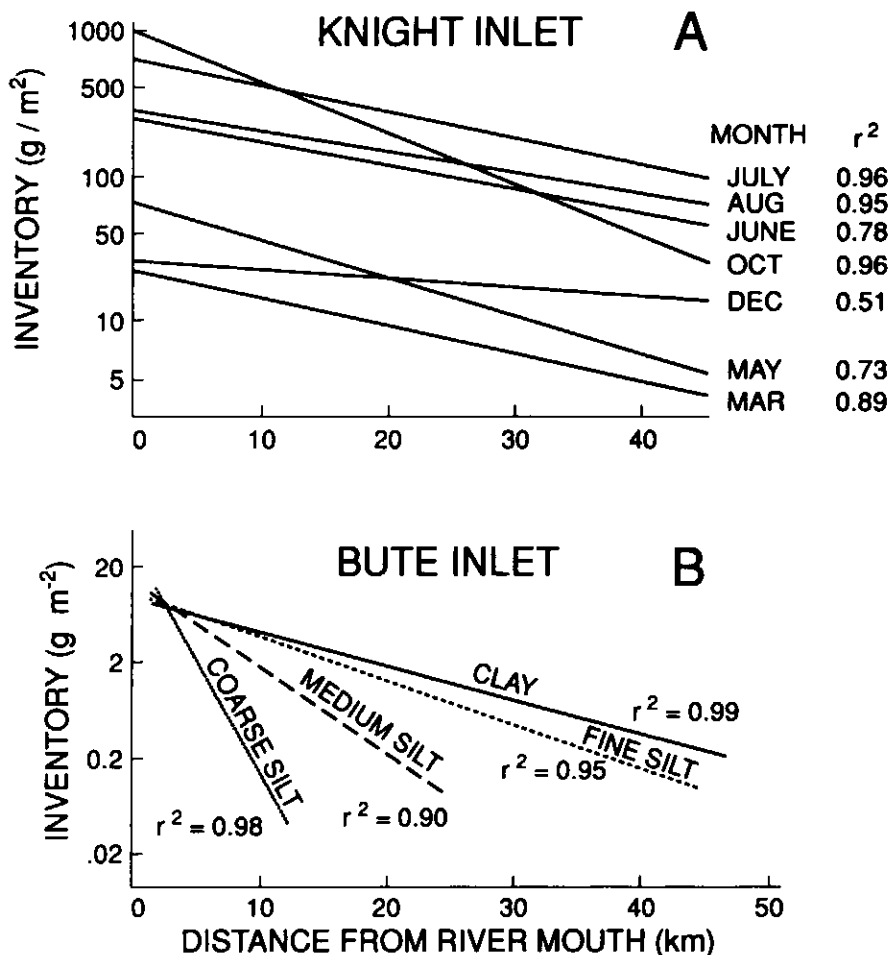 KNIGHT INLET
A
INVENTORY (g / m²)
1000
500
100
50
10
5
0 10 20 30 40
MONTH r²
JULY 0.96
AUG 0.95
JUNE 0.78
OCT 0.96
DEC 0.51
MAY 0.73
MAR 0.89
BUTE INLET
B
INVENTORY (g m⁻²)
20
2
0.2
.02
COARSE SILT
r² = 0.98
MEDIUM SILT
r² = 0.90
CLAY
r² = 0.99
FINE SILT
r² = 0.95
0 10 20 30 40 50
DISTANCE FROM RIVER MOUTH (km)